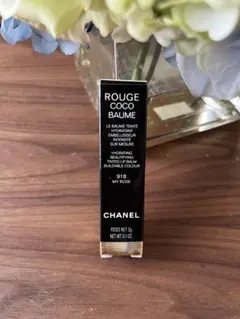 ROUGE
COCO
BAUME
LE BAUME TEINTÉ
HYDRATANT
EMBELLISSEUR
INTENSITÉ
SUR MESURE
HYDRATING
BEAUTIFYING
TINTED LIP BALM
BUILDABLE COLOUR
918
MY ROSE
CHANEL
POIDS NET 3g
NET WT. 0.1 OZ.